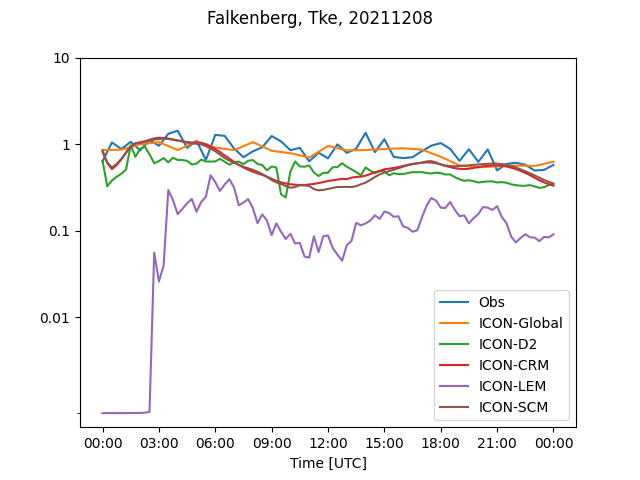 Falkenberg, Tke, 20211208
10
1
0.1
0.01
Obs
ICON-Global
ICON-D2
ICON-CRM
ICON-LEM
ICON-SCM
00:00 03:00 06:00 09:00 12:00 15:00 18:00 21:00 00:00
Time [UTC]